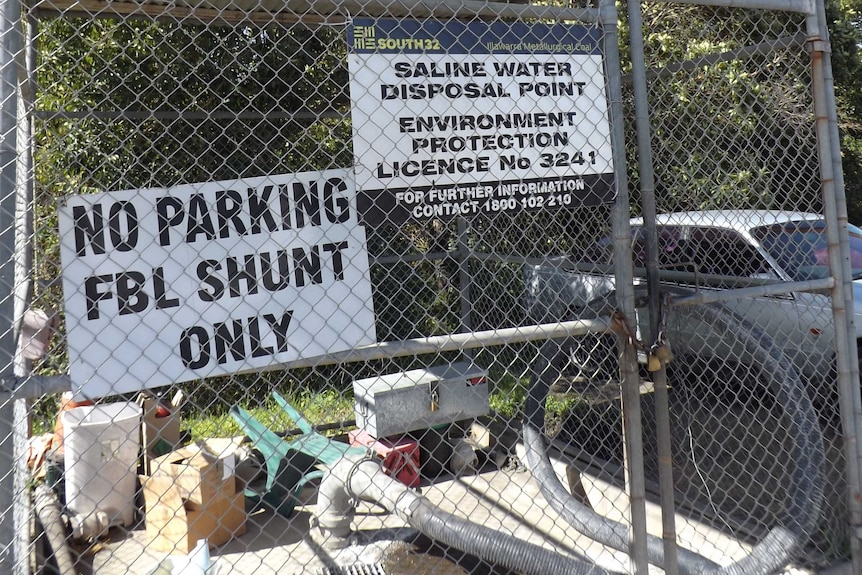 SOUTH32
Illawarra Metallurgical Coal
SALINE WATER
DISPOSAL POINT
ENVIRONMENT
PROTECTION
LICENCE No 3241
FOR FURTHER INFORMATION
CONTACT 1800 102 210
NO PARKING
FBL SHUNT
ONLY